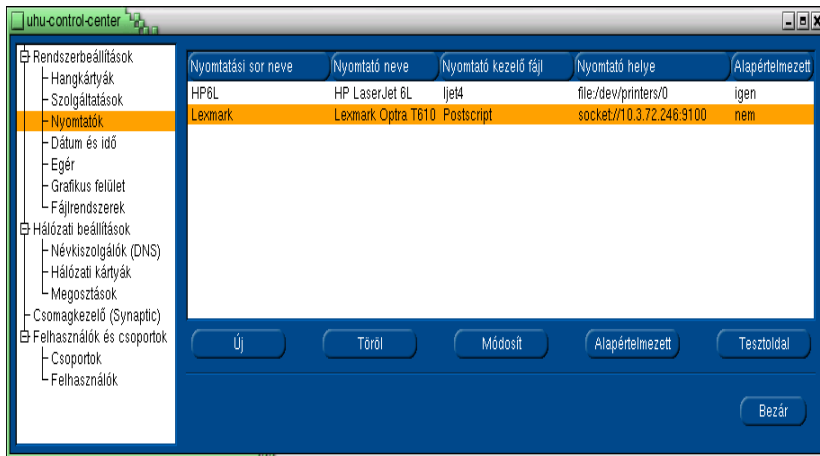 uhu-control-center
Rendszerbeállítások
Hangkártyák
Szolgáltatások
Nyomtatók
Dátum és idő
Egér
Grafikus felület
Fájlrendszerek
Hálózati beállítások
Névkiszolgálók (DNS)
Hálózati kártyák
Megosztások
Csomagkezelő (Synaptic)
Felhasználók és csoportok
Csoportok
Felhasználók
Nyomtatási sor neve Nyomtató neve Nyomtató kezelő fájl Nyomtató helye Alapértelmezett
HP6L HP LaserJet 6L ljet4 file:/dev/printers/0 igen
Lexmark Lexmark Optra T610 Postscript socket://10.3.72.246:9100 nem
Új Töröl Módosít Alapértelmezett Tesztoldal
Bezár